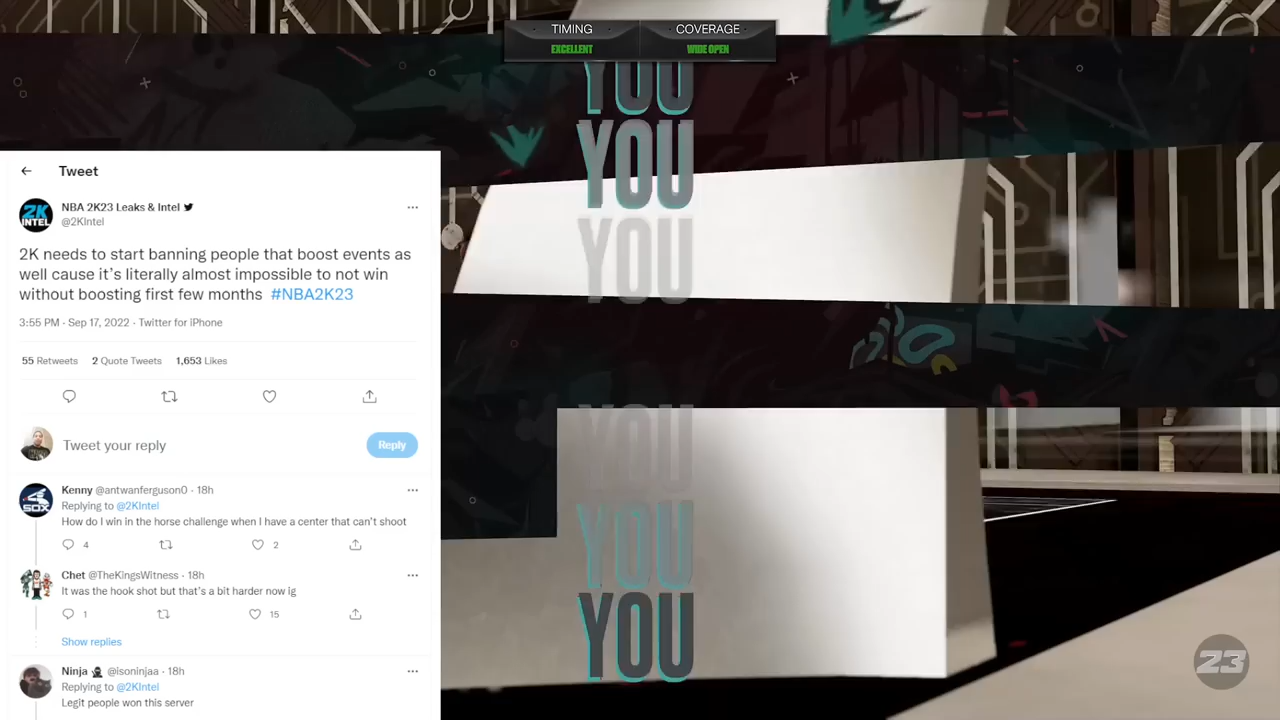 TIMING
COVERAGE
EXCELLENT
WIDE OPEN
YOU
YOU
YOU
YOU
YOU
YOU
Tweet
2K
INTEL
NBA 2K23 Leaks & Intel
@2KIntel
2K needs to start banning people that boost events as
well cause it's literally almost impossible to not win
without boosting first few months #NBA2K23
3:55 PM · Sep 17, 2022 · Twitter for iPhone
55 Retweets 2 Quote Tweets 1,653 Likes
Tweet your reply
Reply
SOX
Kenny @antwanferguson0 · 18h
Replying to @2KIntel
How do I win in the horse challenge when I have a center that can't shoot
4 2
Chet @TheKingsWitness · 18h
It was the hook shot but that's a bit harder now ig
1 15
Show replies
Ninja @isoninjaa · 18h
Replying to @2KIntel
Legit people won this server
23